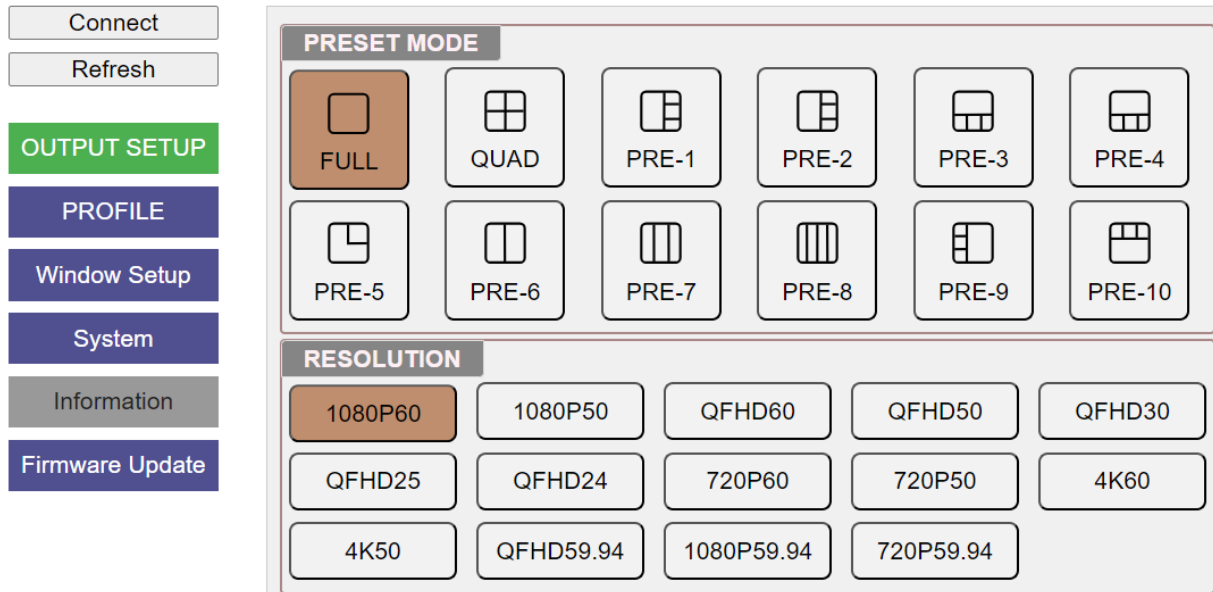 Connect
Refresh
OUTPUT SETUP
PROFILE
Window Setup
System
Information
Firmware Update
PRESET MODE
FULL QUAD PRE-1 PRE-2 PRE-3 PRE-4
PRE-5 PRE-6 PRE-7 PRE-8 PRE-9 PRE-10
RESOLUTION
1080P60 1080P50 QFHD60 QFHD50 QFHD30
QFHD25 QFHD24 720P60 720P50 4K60
4K50 QFHD59.94 1080P59.94 720P59.94